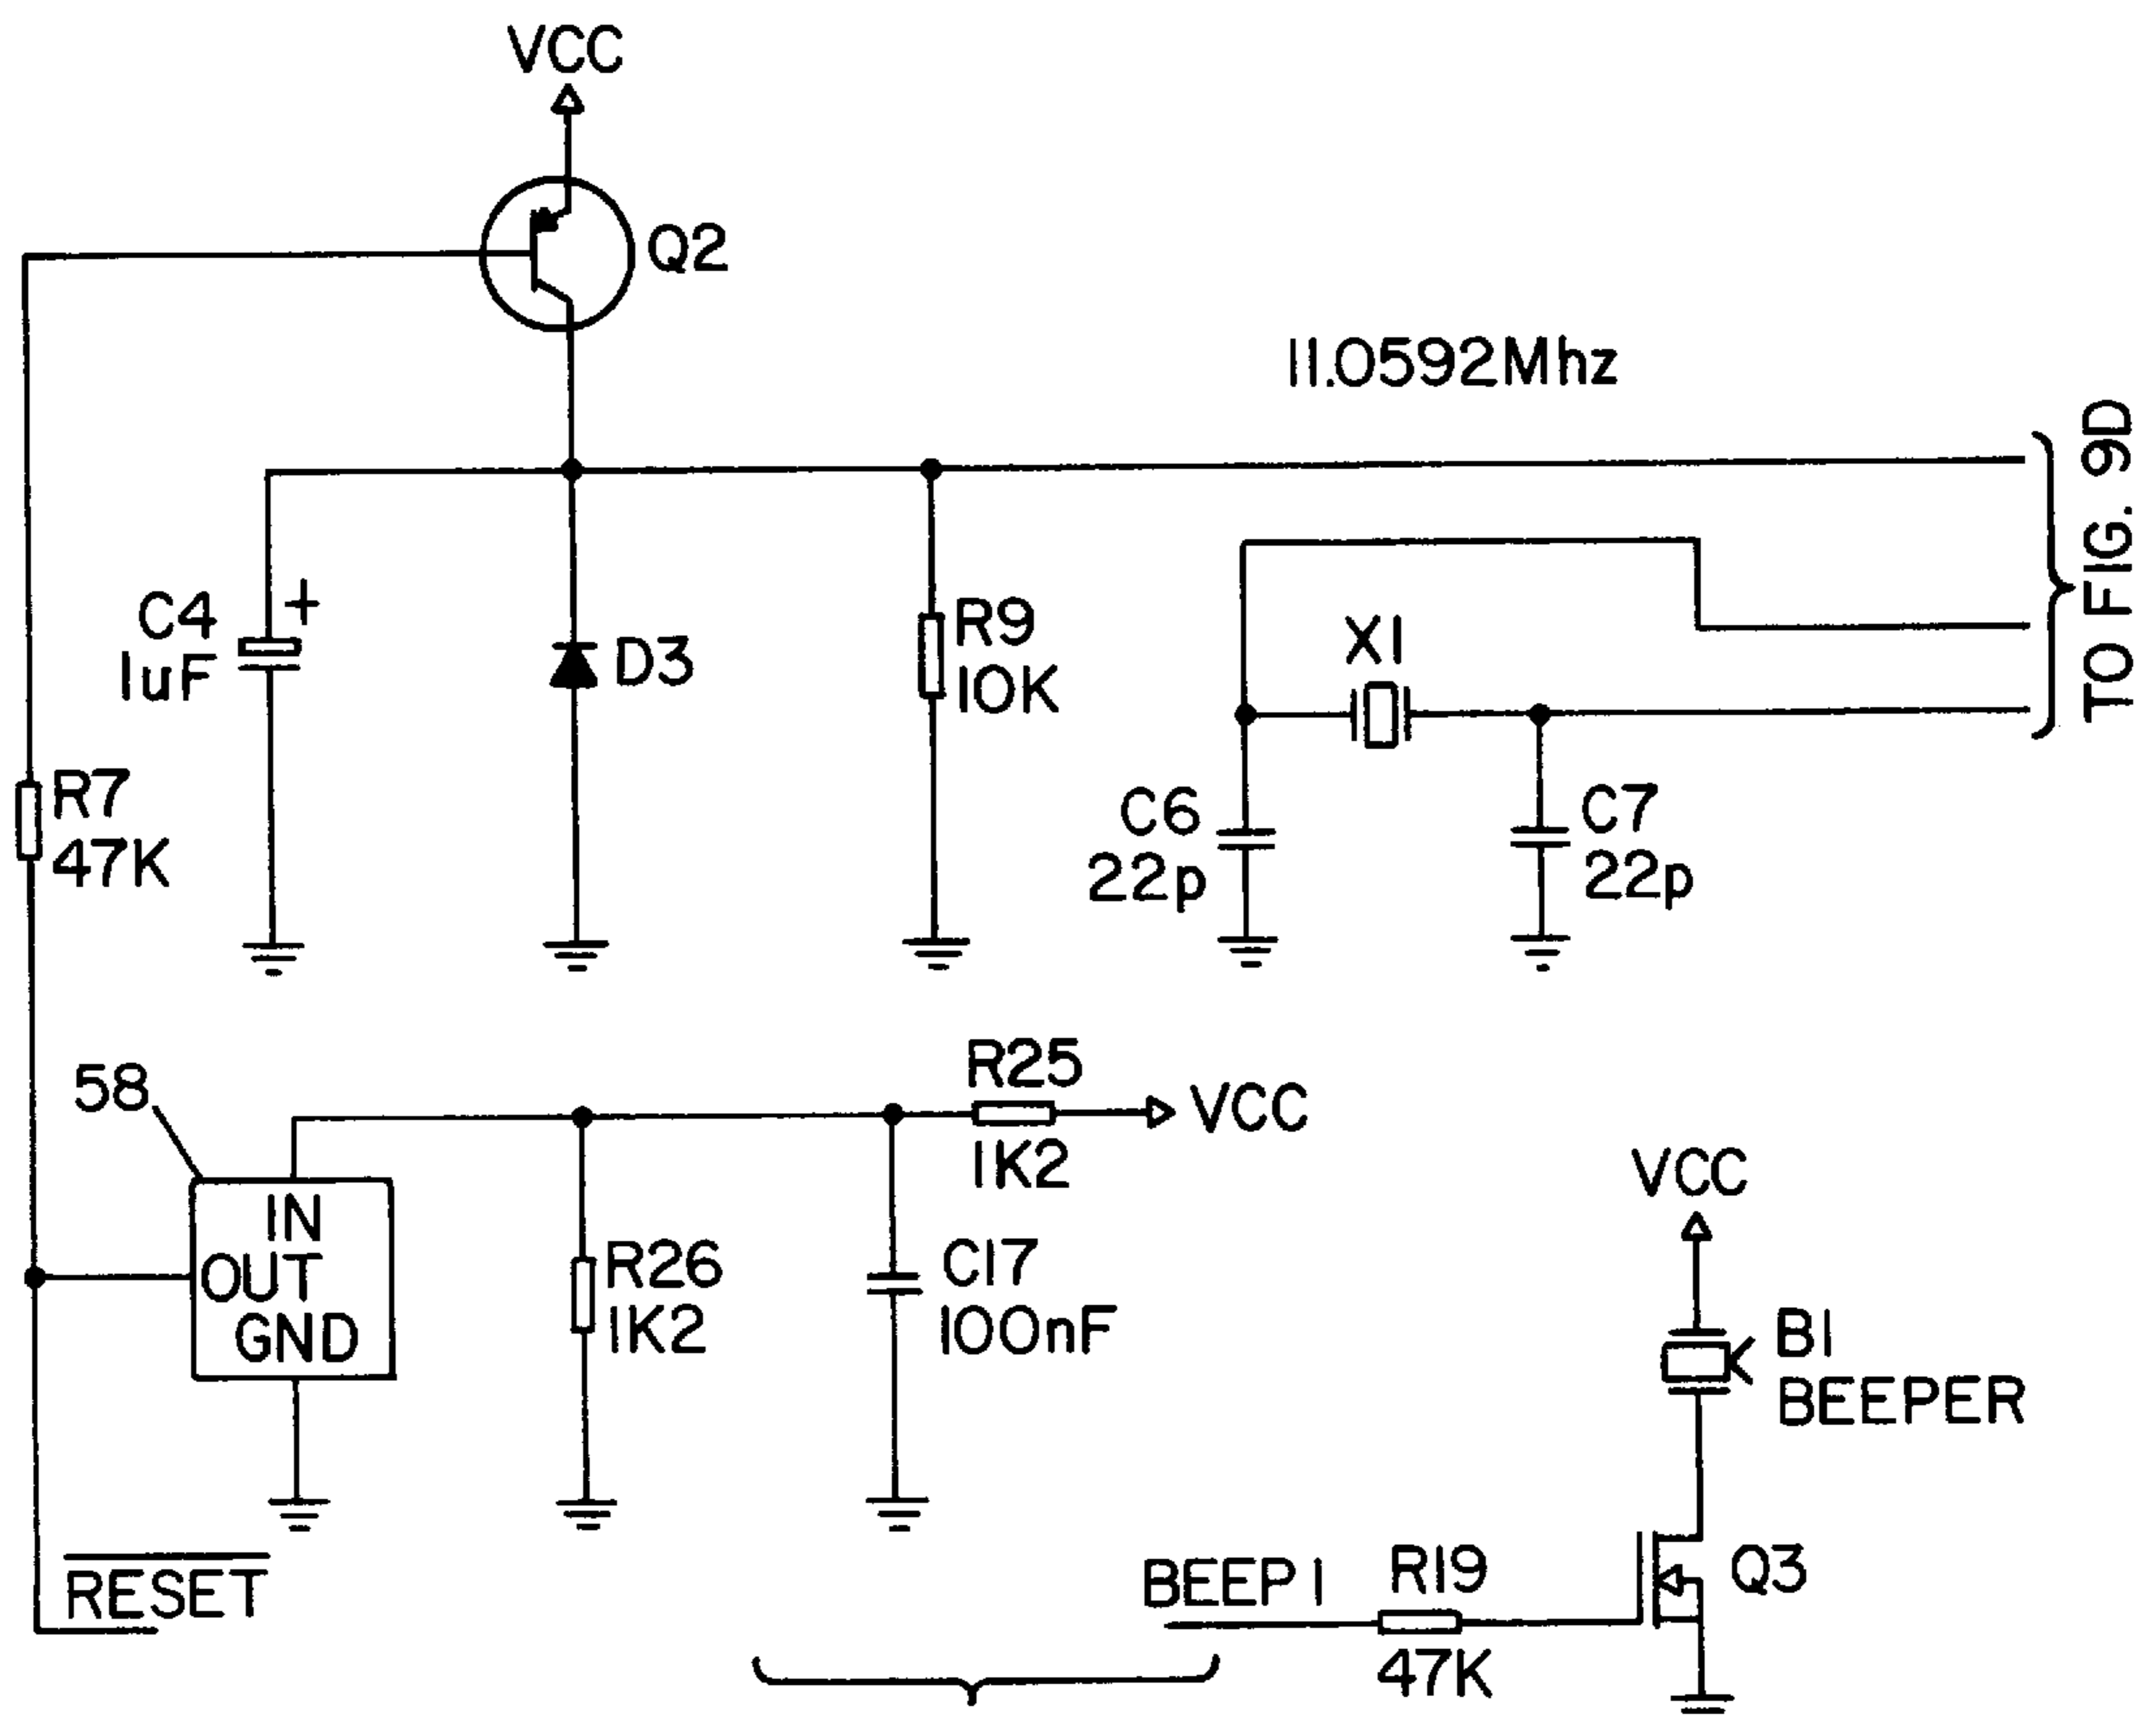 VCC
Q2
11.0592Mhz
TO FIG. 9D
C4
1uF
+
D3
R9
10K
X1
R7
47K
C6
22p
C7
22p
58
R25
1K2
VCC
IN
OUT
GND
R26
1K2
C17
100nF
VCC
B1
BEEPER
RESET
BEEP1
R19
47K
Q3